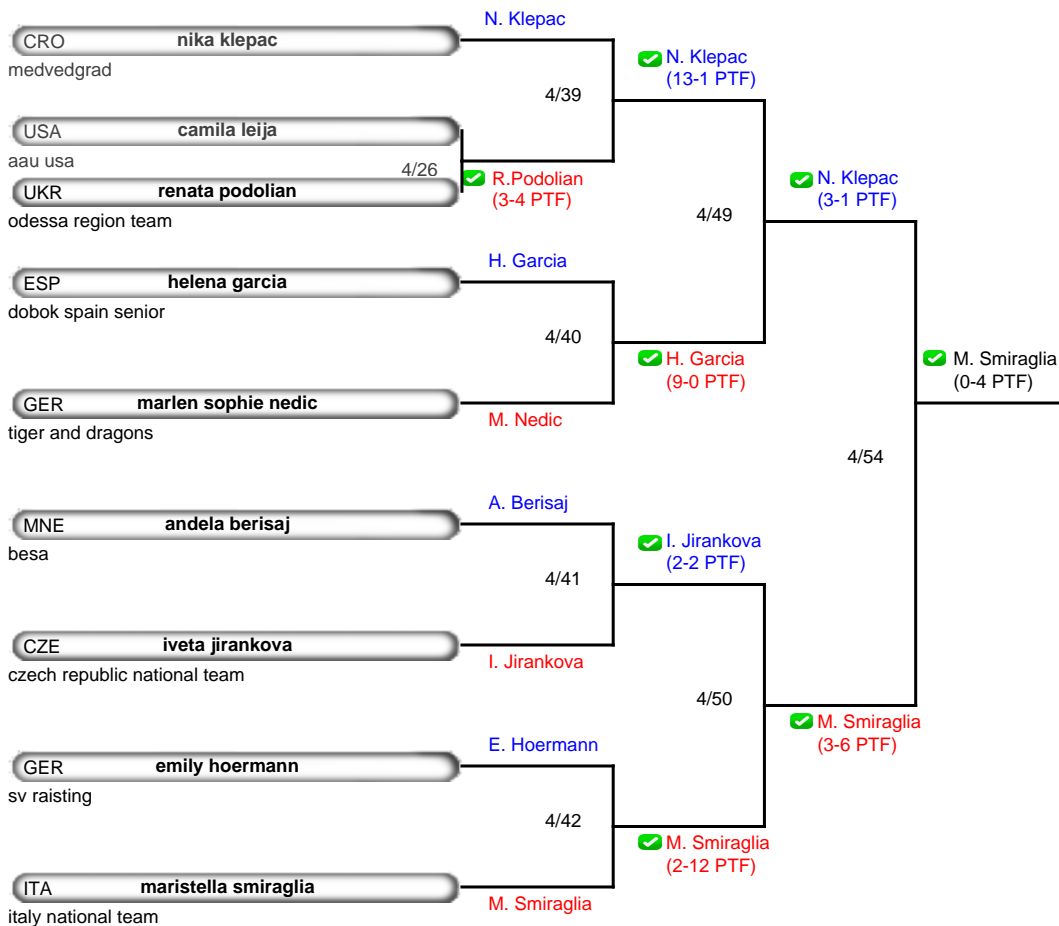 N. Klepac
CRO nika klepac
medvedgrad
N. Klepac
(13-1 PTF)
4/39
USA camila leija
aau usa
4/26
R.Podolian
(3-4 PTF)
UKR renata podolian
odessa region team
N. Klepac
(3-1 PTF)
4/49
H. Garcia
ESP helena garcia
dobok spain senior
4/40
H. Garcia
(9-0 PTF)
M. Smiraglia
(0-4 PTF)
GER marlen sophie nedic
M. Nedic
tiger and dragons
4/54
A. Berisaj
MNE andela berisaj
besa
I. Jirankova
(2-2 PTF)
4/41
CZE iveta jirankova
I. Jirankova
czech republic national team
4/50
M. Smiraglia
(3-6 PTF)
E. Hoermann
GER emily hoermann
sv raisting
4/42
M. Smiraglia
(2-12 PTF)
ITA maristella smiraglia
M. Smiraglia
italy national team